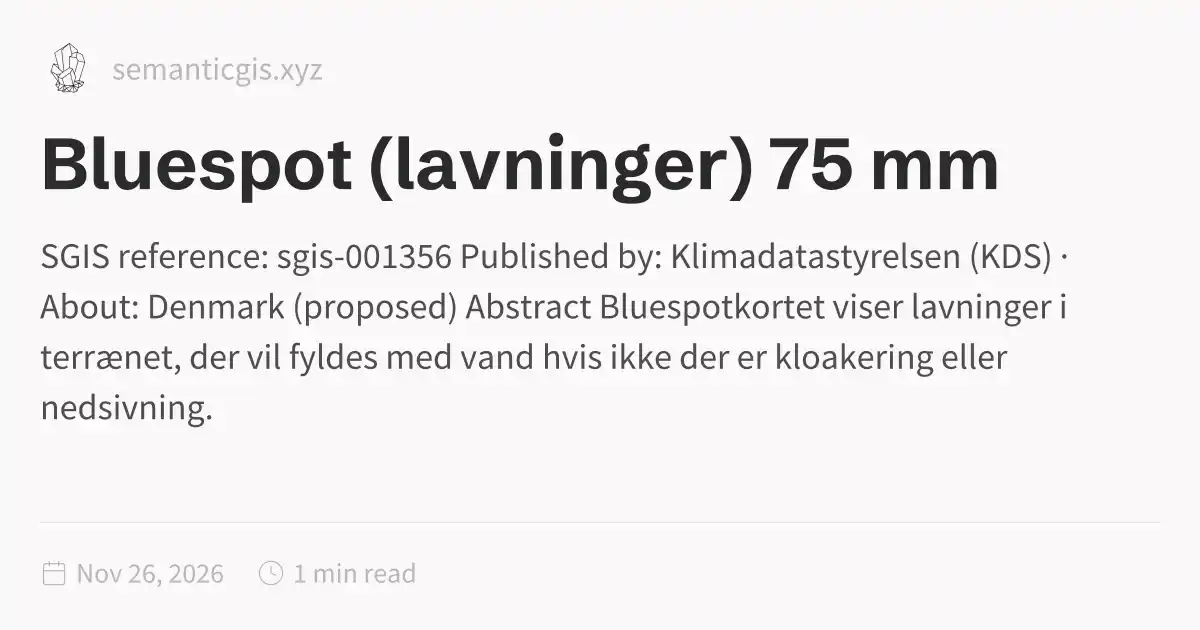 semanticgis.xyz
Bluespot (lavninger) 75 mm
SGIS reference: sgis-001356 Published by: Klimadatastyrelsen (KDS) ·
About: Denmark (proposed) Abstract Bluespotkortet viser lavninger i
terrænet, der vil fyldes med vand hvis ikke der er kloakering eller
nedsivning.
Nov 26, 2026 1 min read